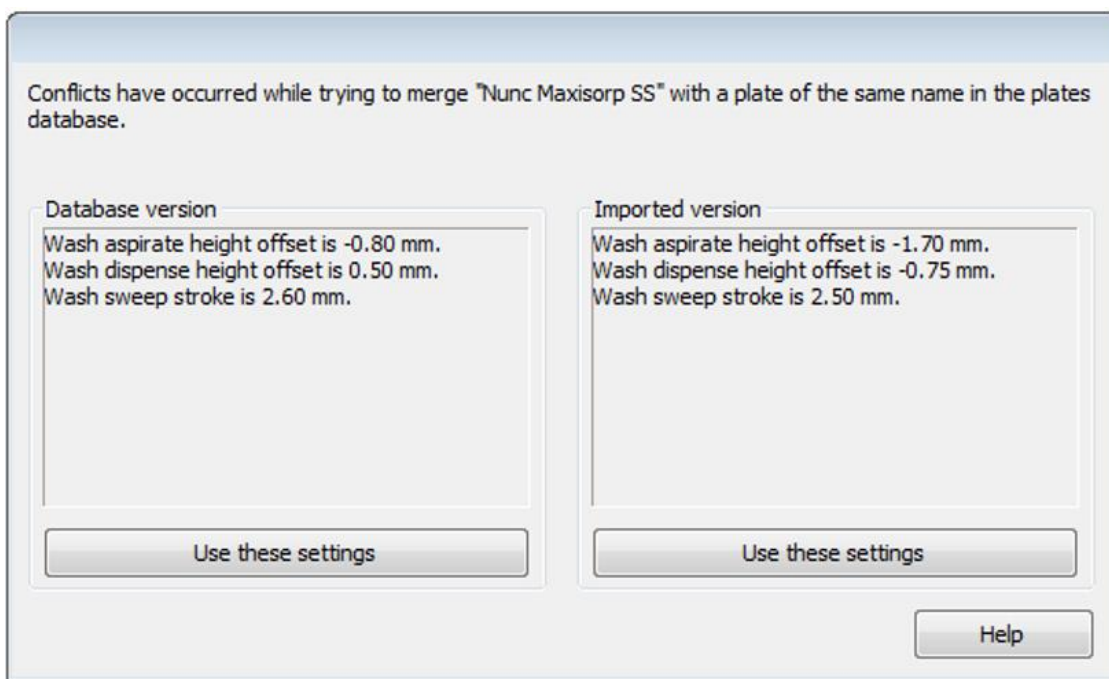 Conflicts have occurred while trying to merge "Nunc Maxisorp SS" with a plate of the same name in the plates
database.
Database version
Wash aspirate height offset is -0.80 mm.
Wash dispense height offset is 0.50 mm.
Wash sweep stroke is 2.60 mm.
Use these settings
Imported version
Wash aspirate height offset is -1.70 mm.
Wash dispense height offset is -0.75 mm.
Wash sweep stroke is 2.50 mm.
Use these settings
Help